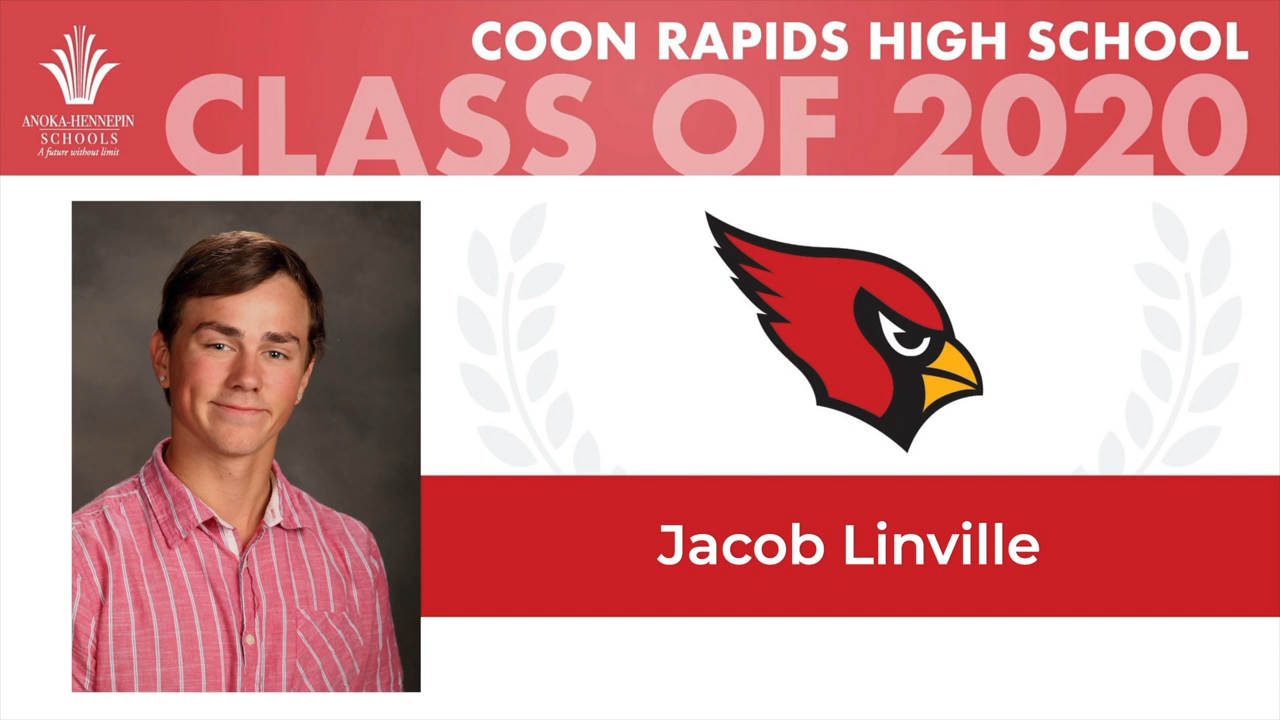 COON RAPIDS HIGH SCHOOL
CLASS OF 2020
ANOKA-HENNEPIN
SCHOOLS
A future without limit
Jacob Linville